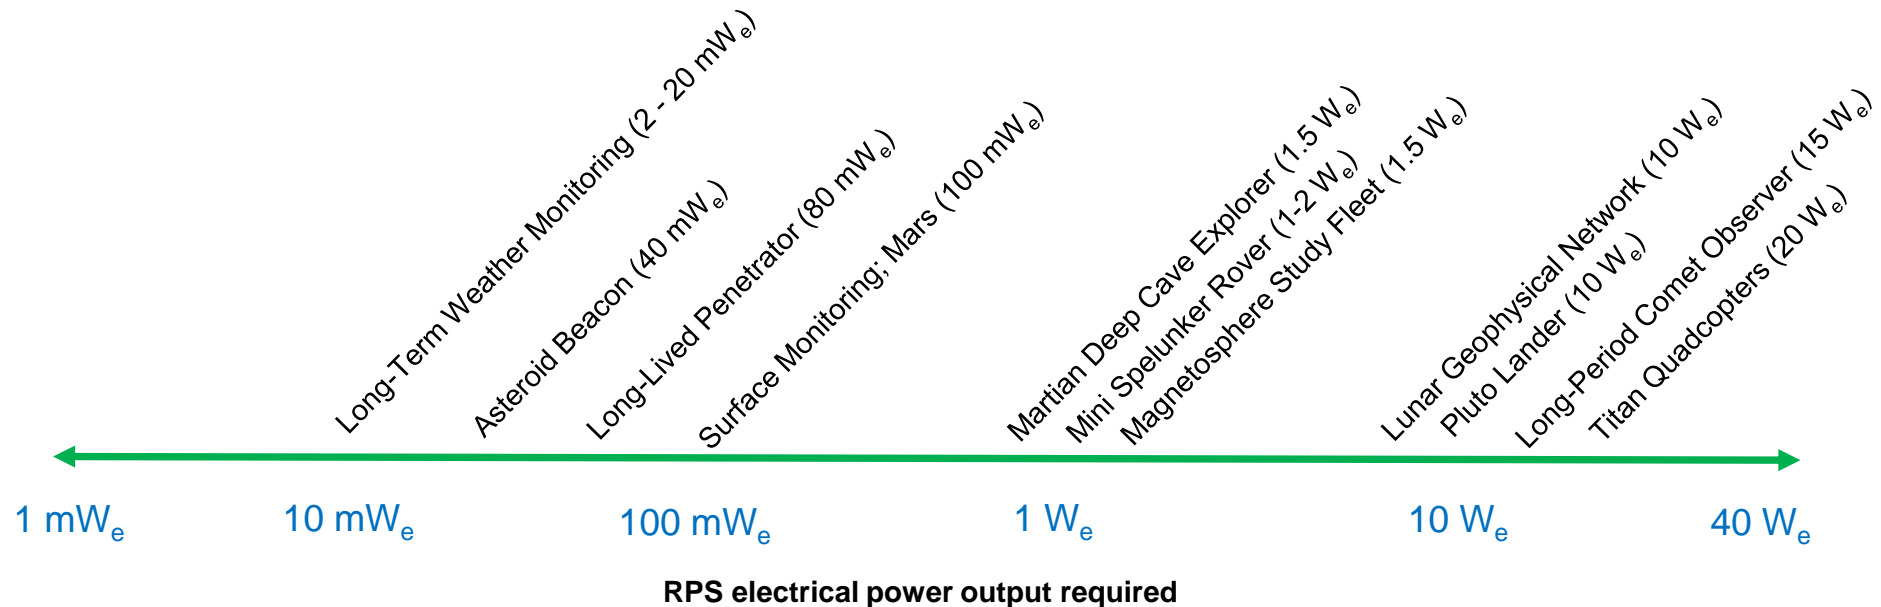 Long-Term Weather Monitoring (2 - 20 mWₑ)
Asteroid Beacon (40 mWₑ)
Long-Lived Penetrator (80 mWₑ)
Surface Monitoring; Mars (100 mWₑ)
Martian Deep Cave Explorer (1.5 Wₑ)
Mini Spelunker Rover (1-2 Wₑ)
Magnetosphere Study Fleet (1.5 Wₑ)
Lunar Geophysical Network (10 Wₑ)
Pluto Lander (10 Wₑ)
Long-Period Comet Observer (15 Wₑ)
Titan Quadcopters (20 Wₑ)
1 mWₑ
10 mWₑ
100 mWₑ
1 Wₑ
10 Wₑ
40 Wₑ
RPS electrical power output required